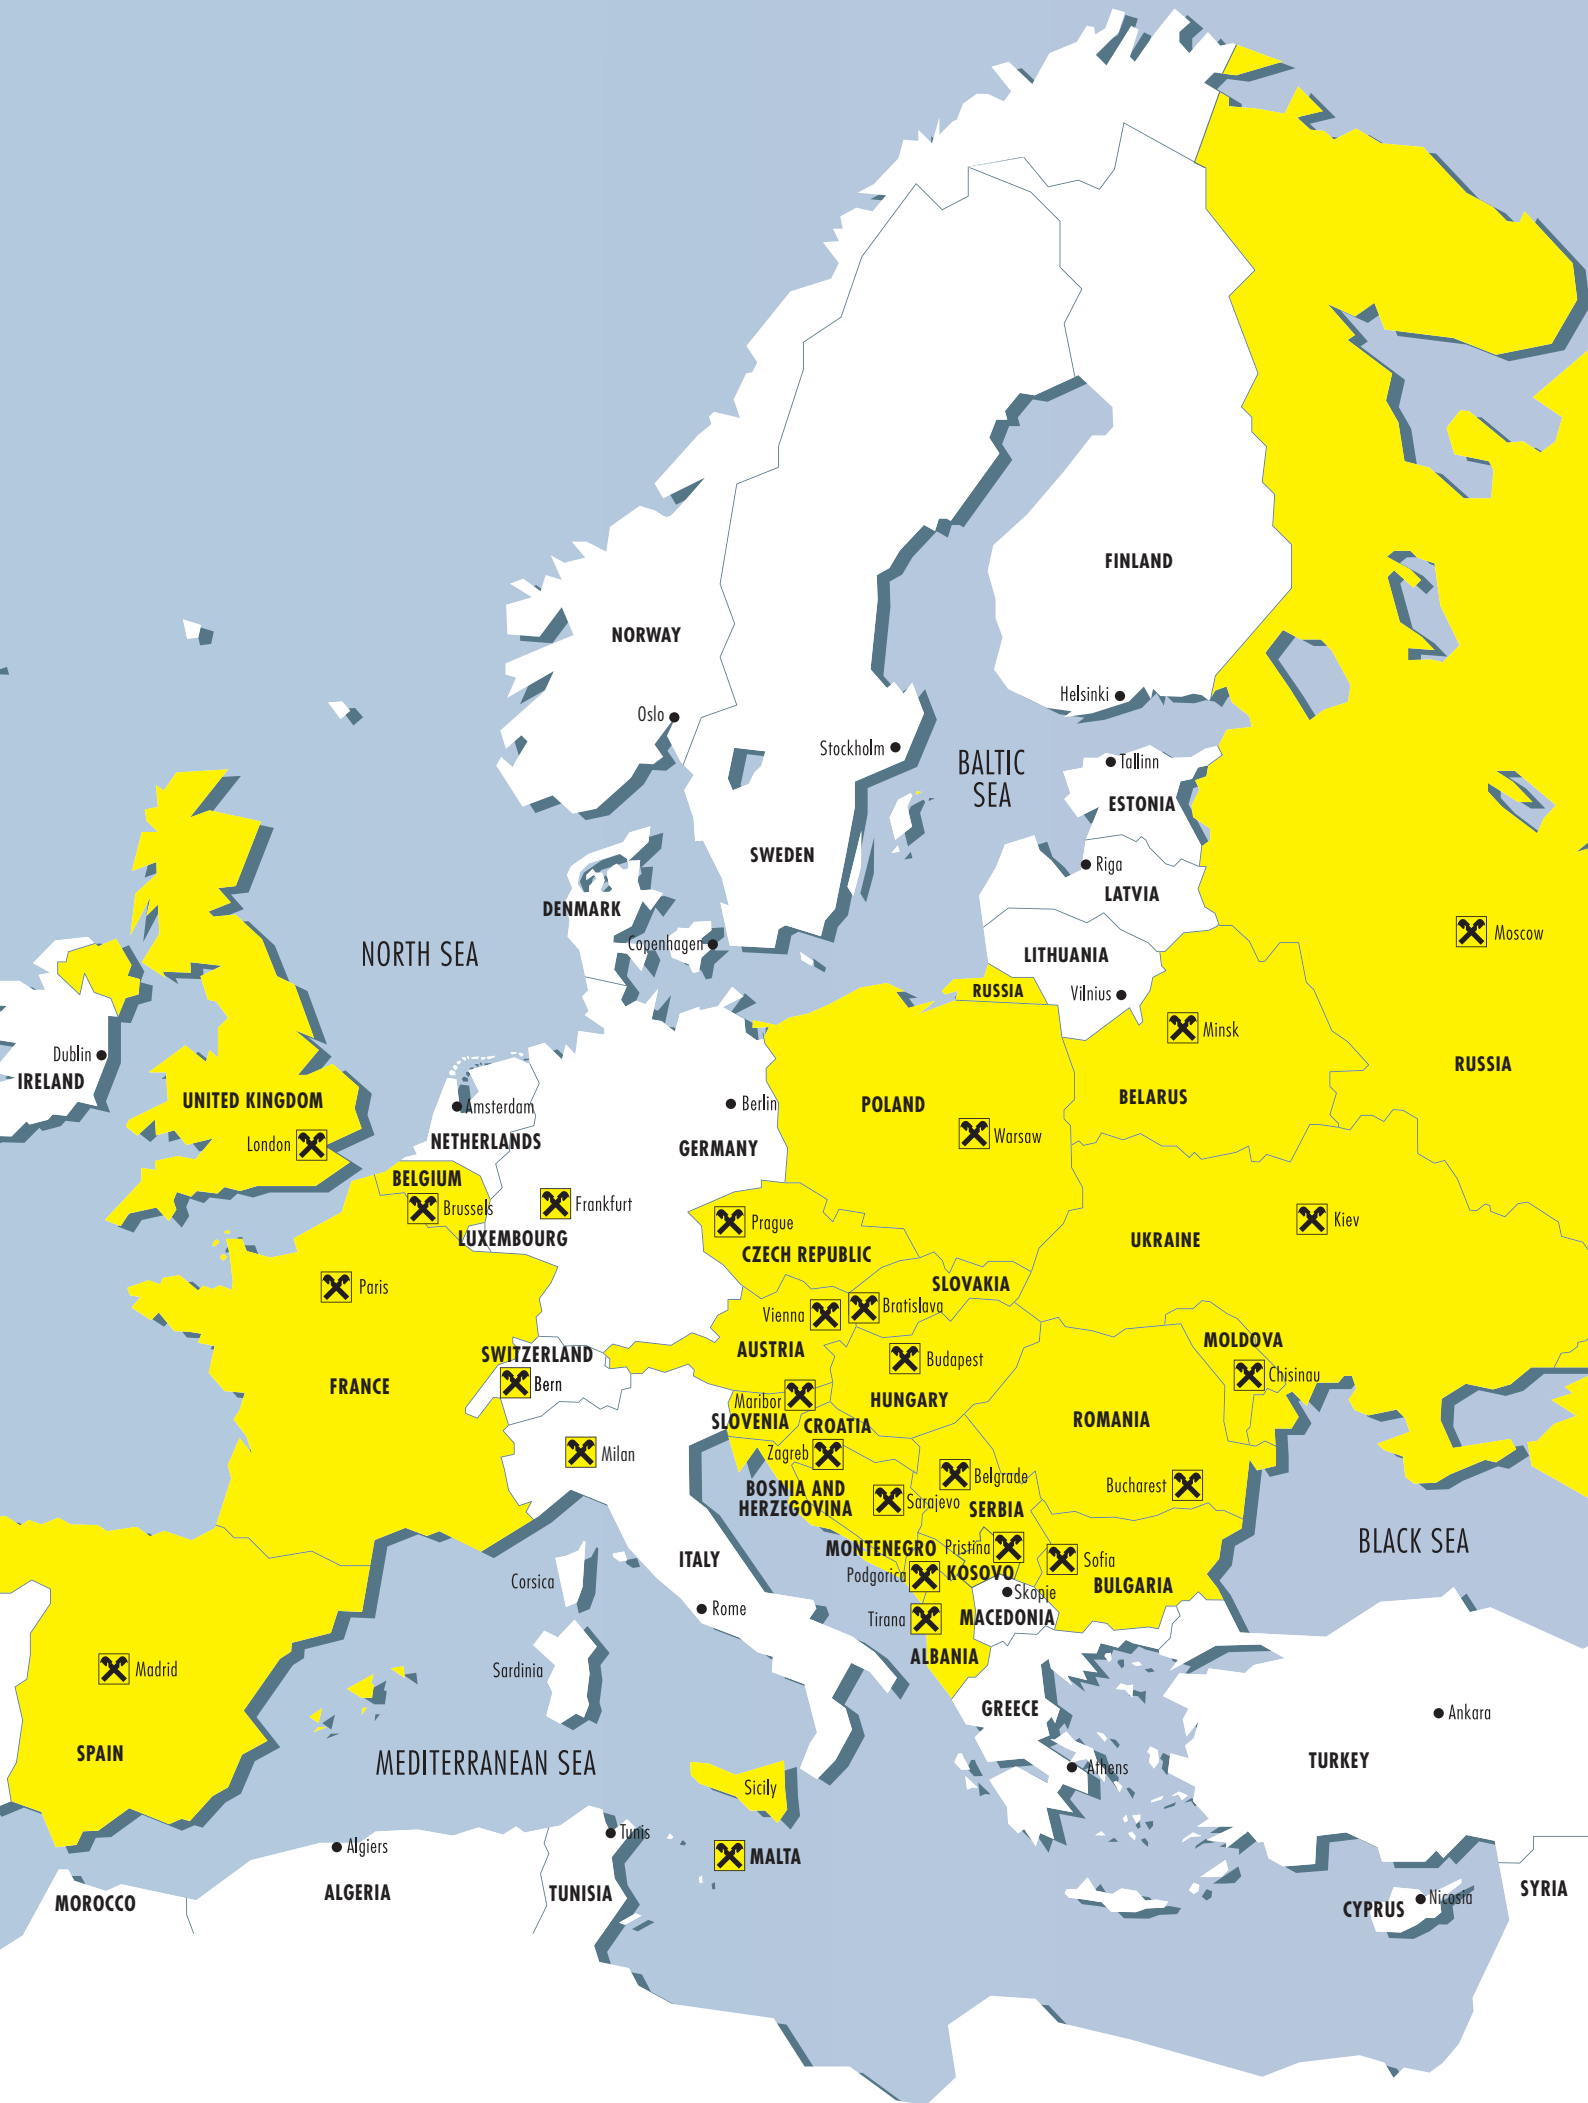 FINLAND
NORWAY
Helsinki
Oslo
Stockholm
BALTIC
SEA
Tallinn
ESTONIA
SWEDEN
Riga
LATVIA
DENMARK
Copenhagen
NORTH SEA
Moscow
LITHUANIA
RUSSIA
Vilnius
Minsk
Dublin
IRELAND
RUSSIA
UNITED KINGDOM
London
Amsterdam
NETHERLANDS
Berlin
GERMANY
POLAND
Warsaw
BELARUS
BELGIUM
Brussels
LUXEMBOURG
Frankfurt
Prague
CZECH REPUBLIC
Kiev
UKRAINE
Paris
SLOVAKIA
Vienna
Bratislava
AUSTRIA
SWITZERLAND
Bern
FRANCE
Budapest
HUNGARY
MOLDOVA
Chisinau
Maribor
SLOVENIA
CROATIA
ROMANIA
Milan
Zagreb
BOSNIA AND
HERZEGOVINA
Sarajevo
Belgrade
SERBIA
Bucharest
BLACK SEA
MONTENEGRO
Pristina
Podgorica
KOSOVO
Sofia
BULGARIA
ITALY
Corsica
Rome
Skopje
MACEDONIA
Tirana
ALBANIA
Madrid
Sardinia
SPAIN
MEDITERRANEAN SEA
GREECE
Athens
Ankara
TURKEY
Sicily
Algiers
Tunis
MALTA
MOROCCO
ALGERIA
TUNISIA
CYPRUS
Nicosia
SYRIA